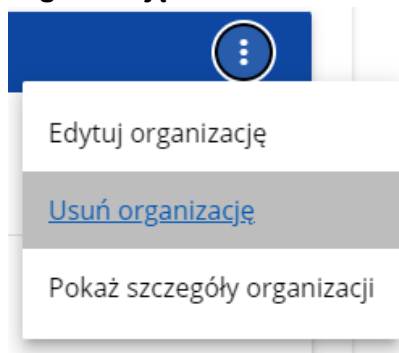 Edytuj organizację
Usuń organizację
Pokaż szczegóły organizacji